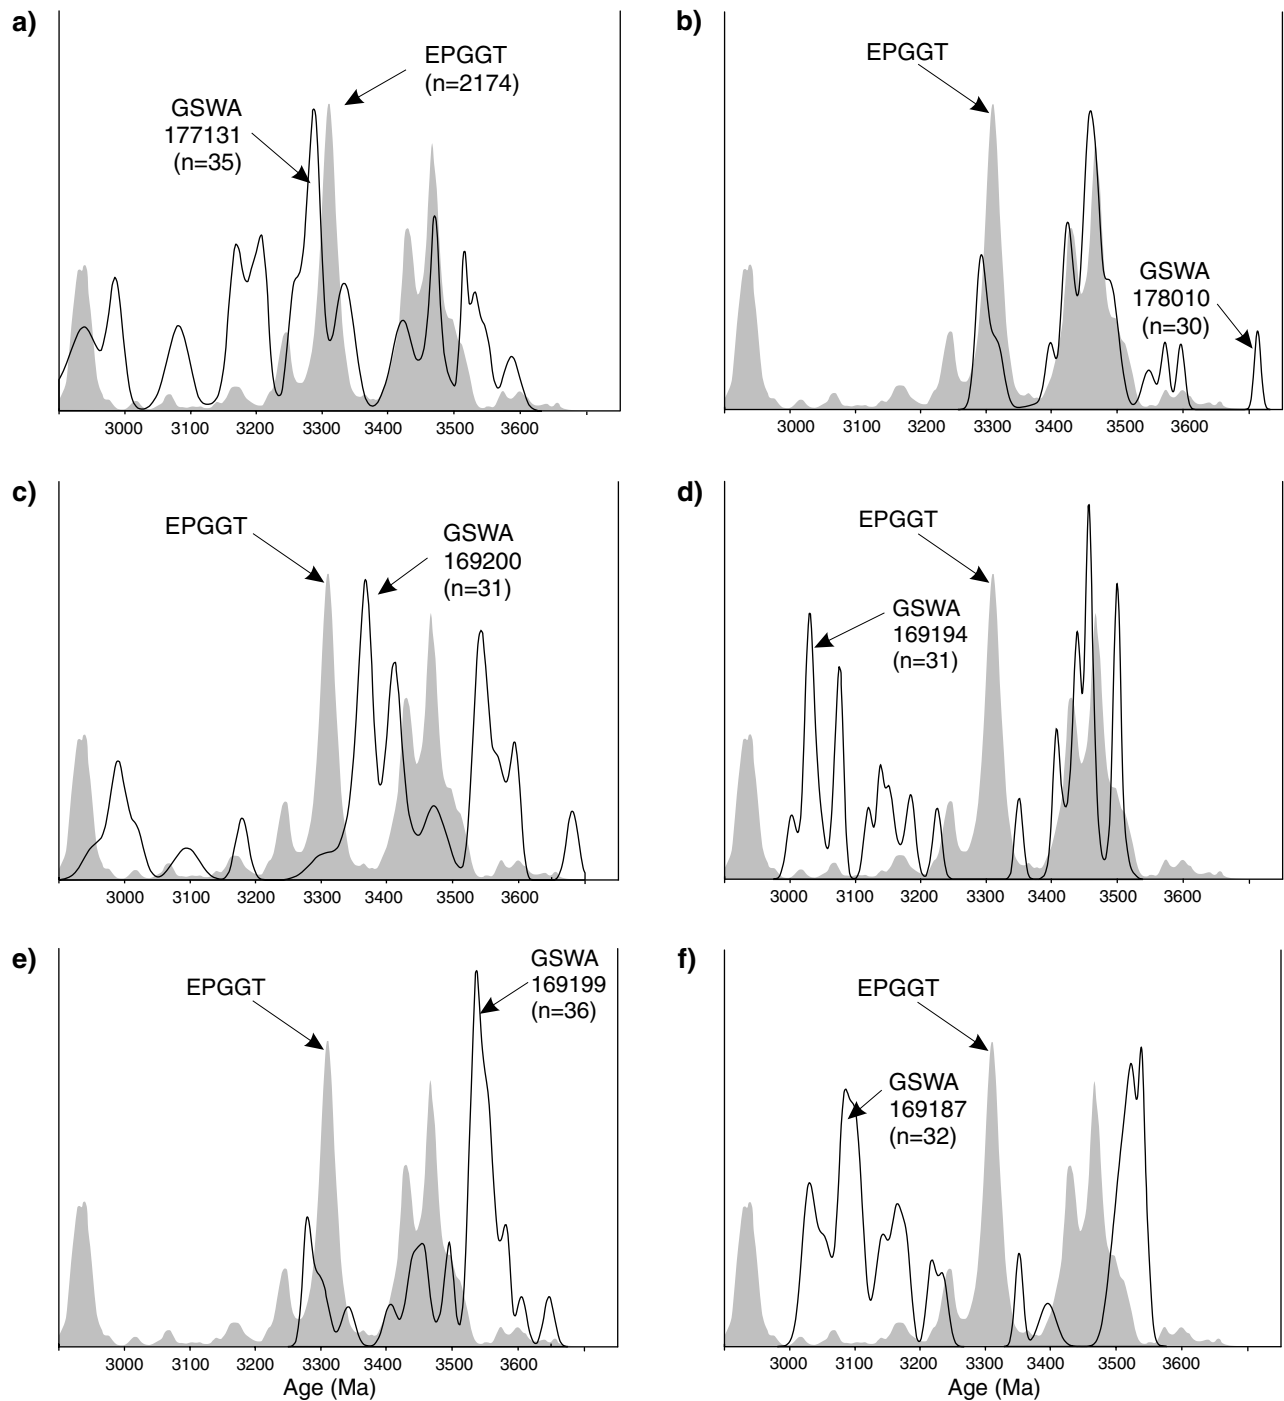 a)
EPGGT
(n=2174)
GSWA
177131
(n=35)
3000 3100 3200 3300 3400 3500 3600
b)
EPGGT
GSWA
178010
(n=30)
3000 3100 3200 3300 3400 3500 3600
c)
EPGGT
GSWA
169200
(n=31)
3000 3100 3200 3300 3400 3500 3600
d)
EPGGT
GSWA
169194
(n=31)
3000 3100 3200 3300 3400 3500 3600
e)
EPGGT
GSWA
169199
(n=36)
3000 3100 3200 3300 3400 3500 3600
Age (Ma)
f)
EPGGT
GSWA
169187
(n=32)
3000 3100 3200 3300 3400 3500 3600
Age (Ma)